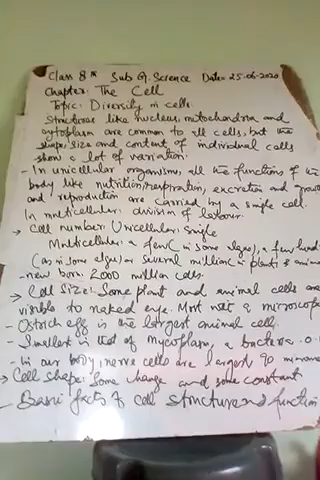 Class 8th Sub G. Science Date= 25.06.2020
Chapter: The Cell
Topic: Diversity in cells.
Structures like nucleus, mitochondria and
cytoplasm are common to all cells, but the
shape, size and content of individual cells
show a lot of variation.
- In unicellular organisms, all the functions of the
body like nutrition, respiration, excretion and growth
and reproduction are carried by a single cell.
In multicellular: division of labour.
→ Cell number: Unicellular: Single
Multicellular: a few (in some algae), a few hundred
(as in some algae) or several millions in plants & animals
- new born: 2000 million cells.
→ Cell Size: Some plant and animal cells are
visible to naked eye. Most not a microscope
- Ostrich egg is the largest animal cell.
- Smallest is that of mycoplasm, a bacteria. 0.1
- in our body, nerve cells are largest 90
→ Cell shape: Some change and some constant
- Basic facts of cell structure and function